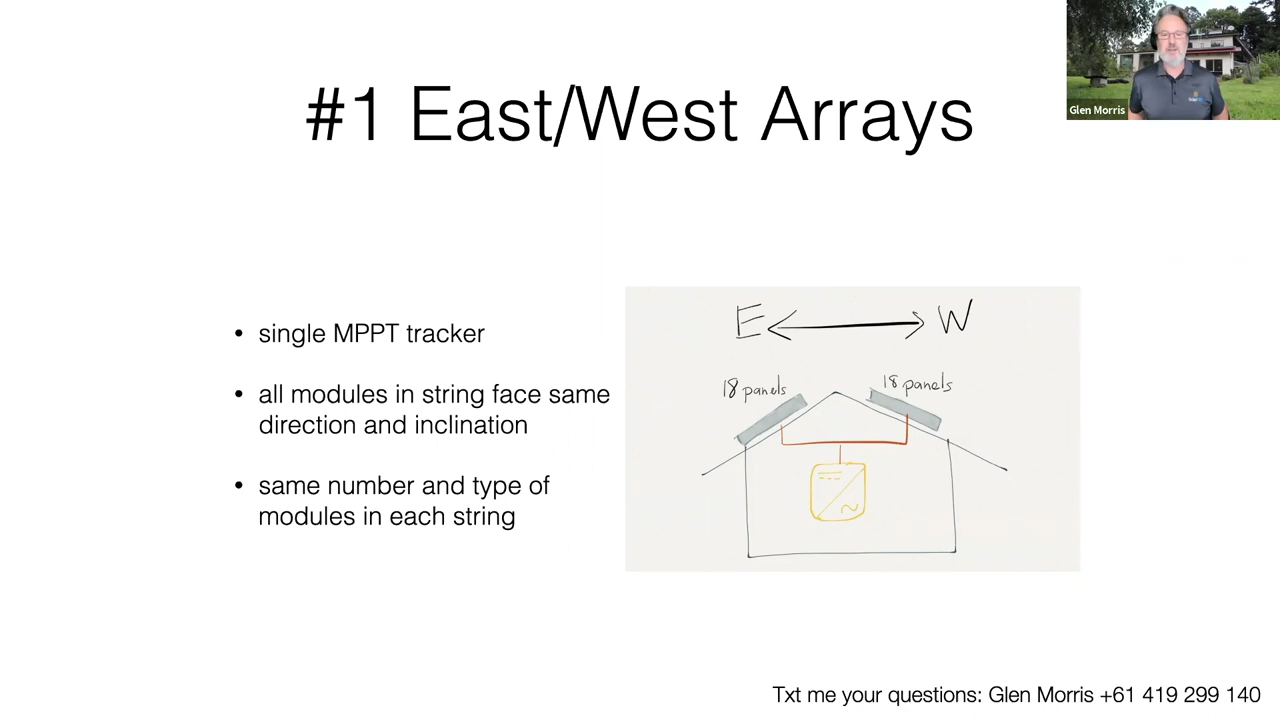 Glen Morris
#1 East/West Arrays
• single MPPT tracker
• all modules in string face same
direction and inclination
• same number and type of
modules in each string
E W
18 panels 18 panels
Txt me your questions: Glen Morris +61 419 299 140